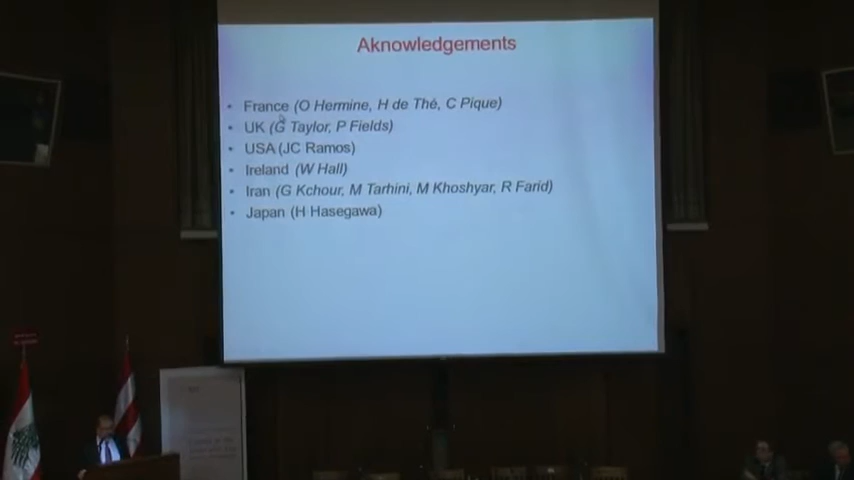 Aknowledgements
• France (O Hermine, H de Thé, C Pique)
• UK (G Taylor, P Fields)
• USA (JC Ramos)
• Ireland (W Hall)
• Iran (G Kchour, M Tarhini, M Khoshyar, R Farid)
• Japan (H Hasegawa)